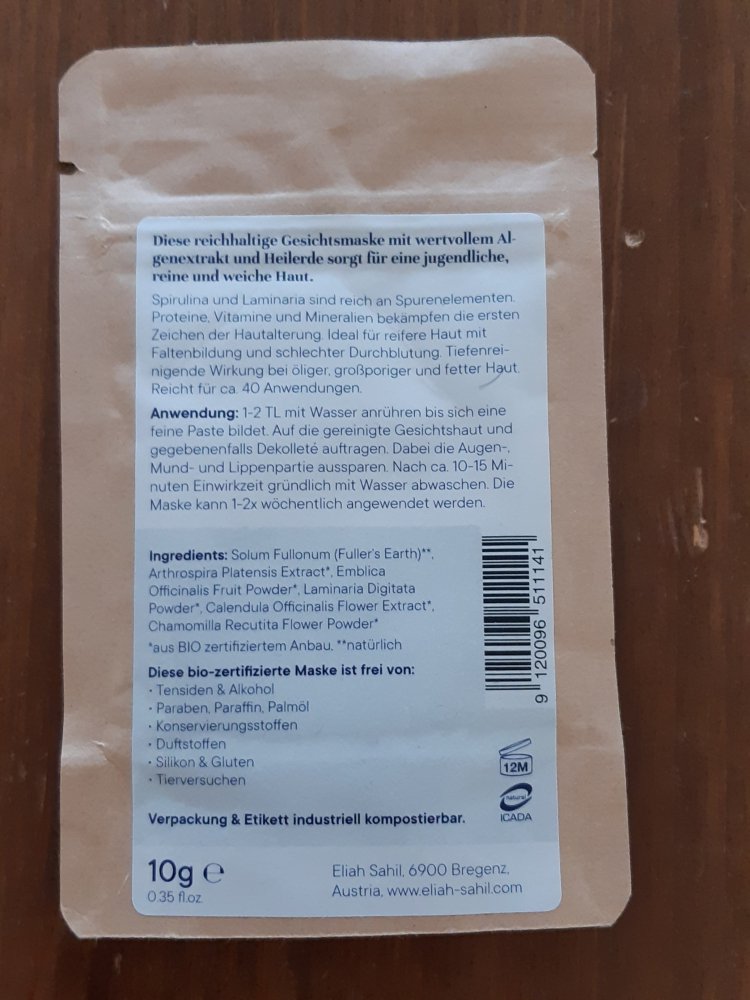 Diese reichhaltige Gesichtsmaske mit wertvollem Al-
genextrakt und Heilerde sorgt für eine jugendliche,
reine und weiche Haut.
Spirulina und Laminaria sind reich an Spurenelementen.
Proteine, Vitamine und Mineralien bekämpfen die ersten
Zeichen der Hautalterung. Ideal für reifere Haut mit
Faltenbildung und schlechter Durchblutung. Tiefenrei-
nigende Wirkung bei öliger, großporiger und fetter Haut.
Reicht für ca. 40 Anwendungen.
Anwendung: 1-2 TL mit Wasser anrühren bis sich eine
feine Paste bildet. Auf die gereinigte Gesichtshaut und
gegebenenfalls Dekolleté auftragen. Dabei die Augen-,
Mund- und Lippenpartie aussparen. Nach ca. 10-15 Mi-
nuten Einwirkzeit gründlich mit Wasser abwaschen. Die
Maske kann 1-2x wöchentlich angewendet werden.
Ingredients: Solum Fullonum (Fuller's Earth)**,
Arthrospira Platensis Extract*, Emblica
Officinalis Fruit Powder*, Laminaria Digitata
Powder*, Calendula Officinalis Flower Extract*,
Chamomilla Recutita Flower Powder*
*aus BIO zertifiziertem Anbau. **natürlich
Diese bio-zertifizierte Maske ist frei von:
• Tensiden & Alkohol
• Paraben, Paraffin, Palmöl
• Konservierungsstoffen
• Duftstoffen
• Silikon & Gluten
• Tierversuchen
9 120096 511141
12M
natural
ICADA
Verpackung & Etikett industriell kompostierbar.
10g ℮
0.35 fl.oz
Eliah Sahil, 6900 Bregenz,
Austria, www.eliah-sahil.com